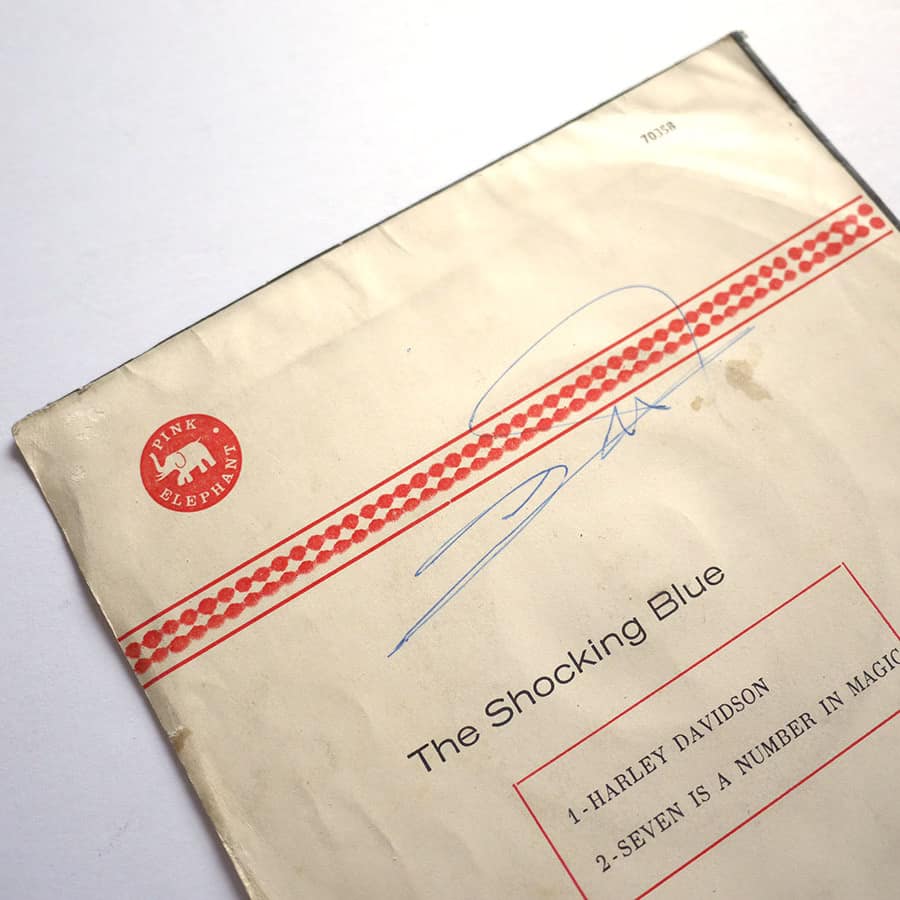 70358
PINK
ELEPHANT
The Shocking Blue
1-HARLEY DAVIDSON
2-SEVEN IS A NUMBER IN MAGIC